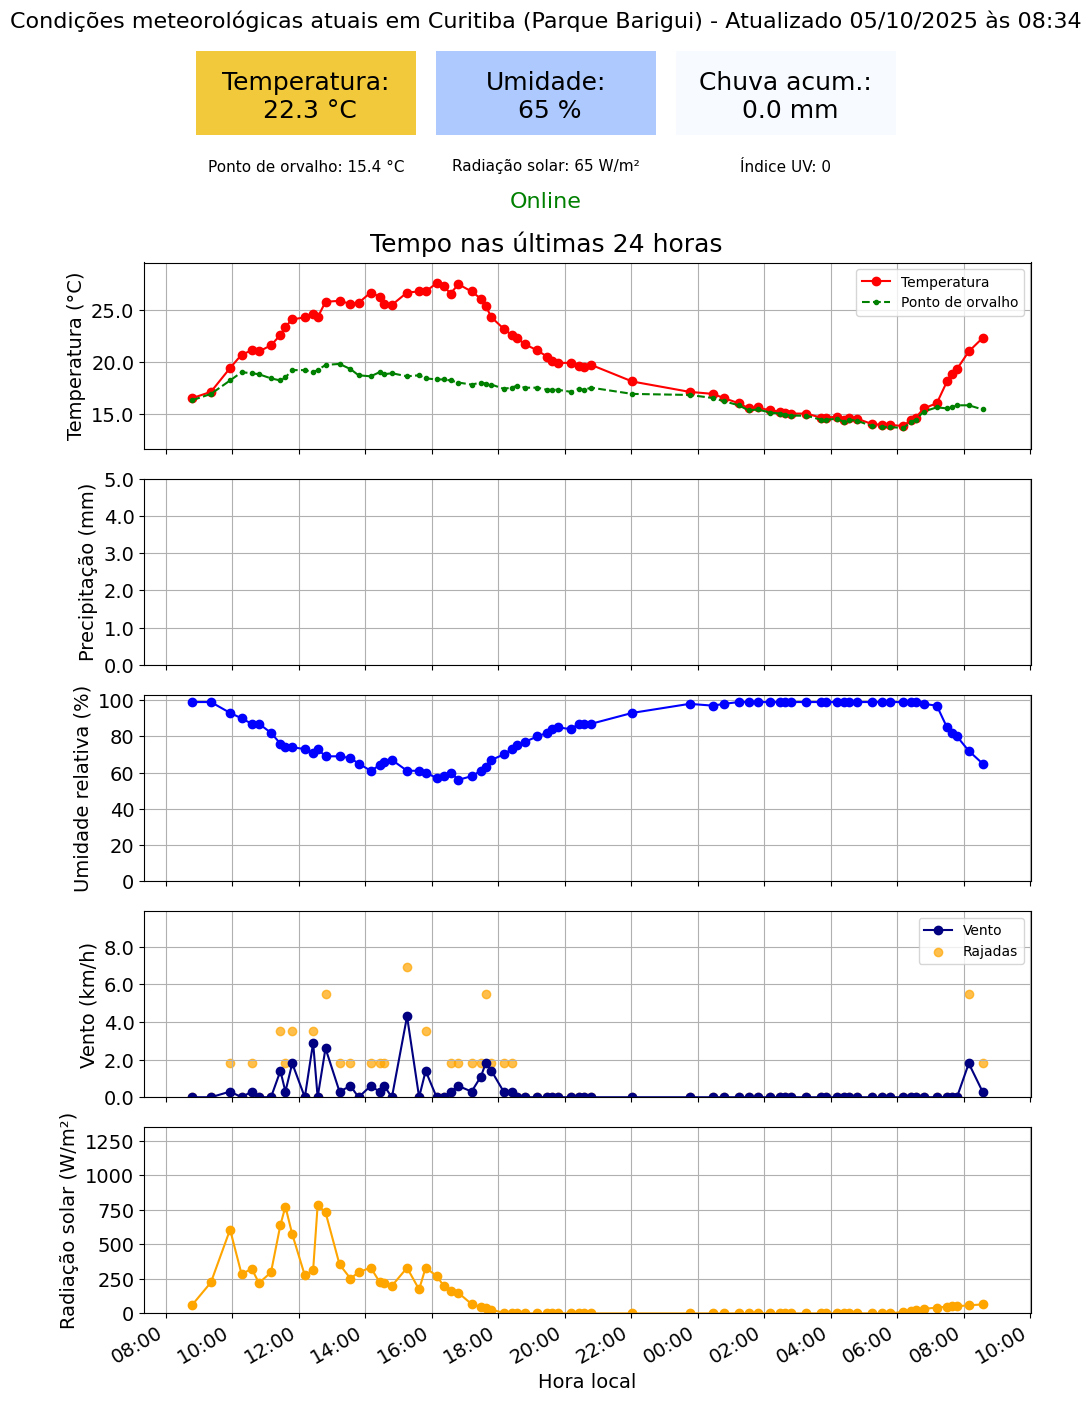 Condições meteorológicas atuais em Curitiba (Parque Barigui) - Atualizado 05/10/2025 às 08:34
Temperatura:
22.3 °C
Umidade:
65 %
Chuva acum.:
0.0 mm
Ponto de orvalho: 15.4 °C
Radiação solar: 65 W/m²
Índice UV: 0
Online
Tempo nas últimas 24 horas
Temperatura (°C)
25.0
20.0
15.0
Temperatura
Ponto de orvalho
Precipitação (mm)
5.0
4.0
3.0
2.0
1.0
0.0
Umidade relativa (%)
100
80
60
40
20
0
Vento (km/h)
8.0
6.0
4.0
2.0
0.0
Vento
Rajadas
Radiação solar (W/m²)
1250
1000
750
500
250
0
08:00
10:00
12:00
14:00
16:00
18:00
20:00
22:00
00:00
02:00
04:00
06:00
08:00
10:00
Hora local